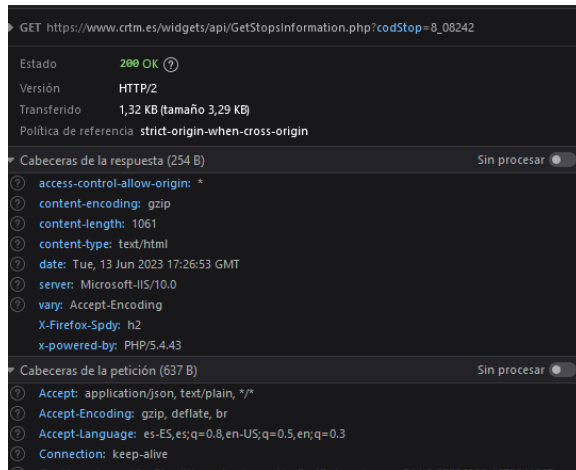 GET https://www.crtm.es/widgets/api/GetStopsInformation.php?codStop=8_08242
Estado 200 OK ?
Versión HTTP/2
Transferido 1,32 KB (tamaño 3,29 KB)
Política de referencia strict-origin-when-cross-origin
Cabeceras de la respuesta (254 B) Sin procesar
? access-control-allow-origin: *
? content-encoding: gzip
? content-length: 1061
? content-type: text/html
? date: Tue, 13 Jun 2023 17:26:53 GMT
? server: Microsoft-IIS/10.0
? vary: Accept-Encoding
X-Firefox-Spdy: h2
x-powered-by: PHP/5.4.43
Cabeceras de la petición (637 B) Sin procesar
? Accept: application/json, text/plain, */*
? Accept-Encoding: gzip, deflate, br
? Accept-Language: es-ES,es;q=0.8,en-US;q=0.5,en;q=0.3
? Connection: keep-alive